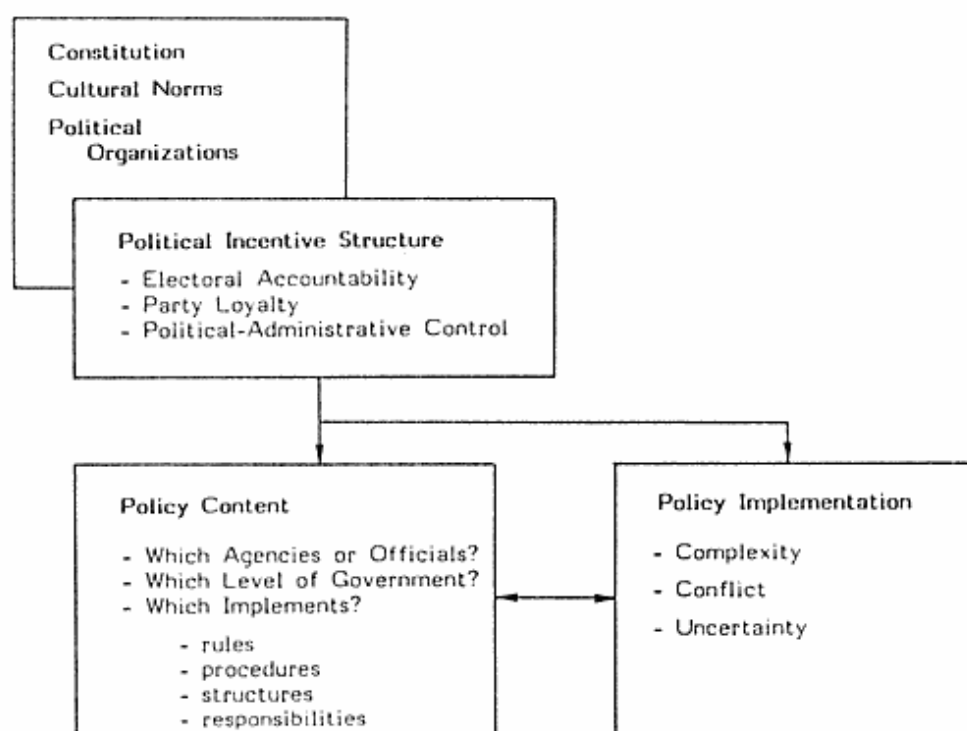 Constitution
Cultural Norms
Political
Organizations
Political Incentive Structure
- Electoral Accountability
- Party Loyalty
- Political-Administrative Control
Policy Content
- Which Agencies or Officials?
- Which Level of Government?
- Which Implements?
- rules
- procedures
- structures
- responsibilities
Policy Implementation
- Complexity
- Conflict
- Uncertainty